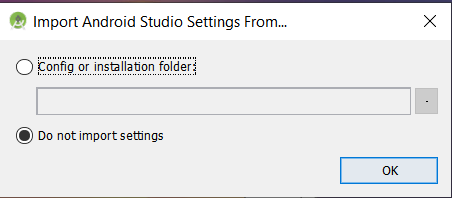 Import Android Studio Settings From...
Config or installation folder:
Do not import settings
OK